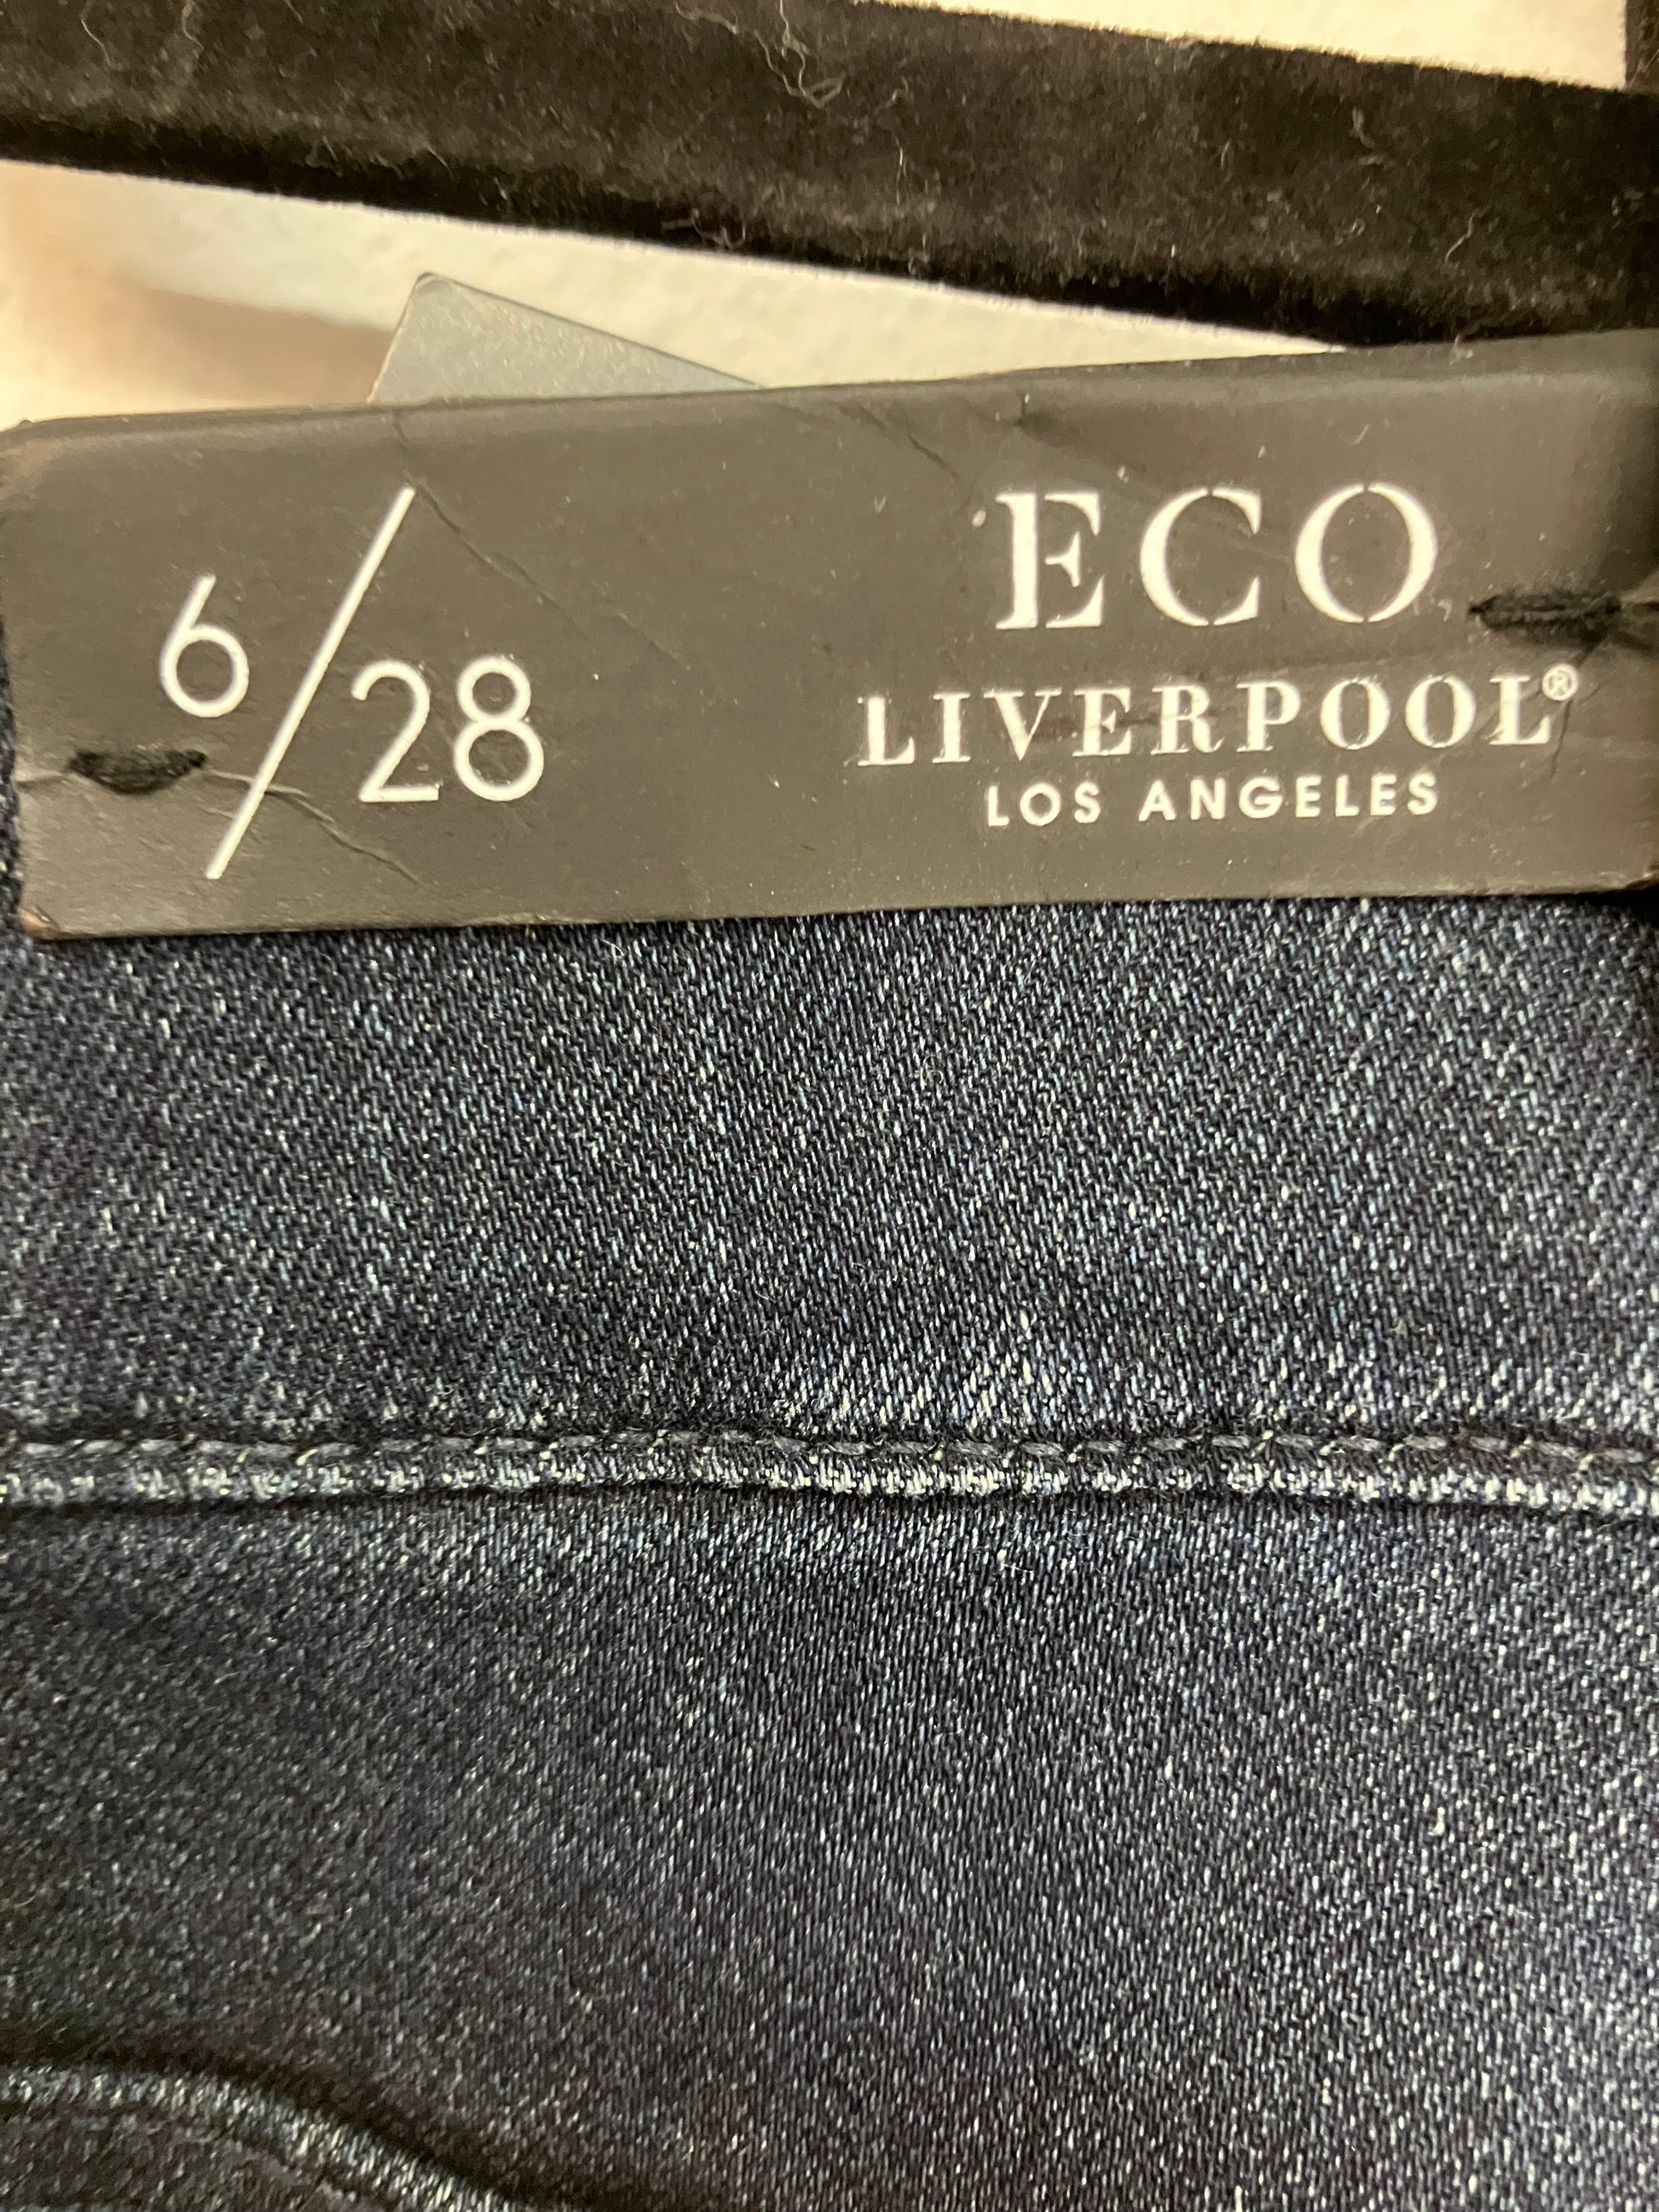 6/28
ECO
LIVERPOOL®
LOS ANGELES